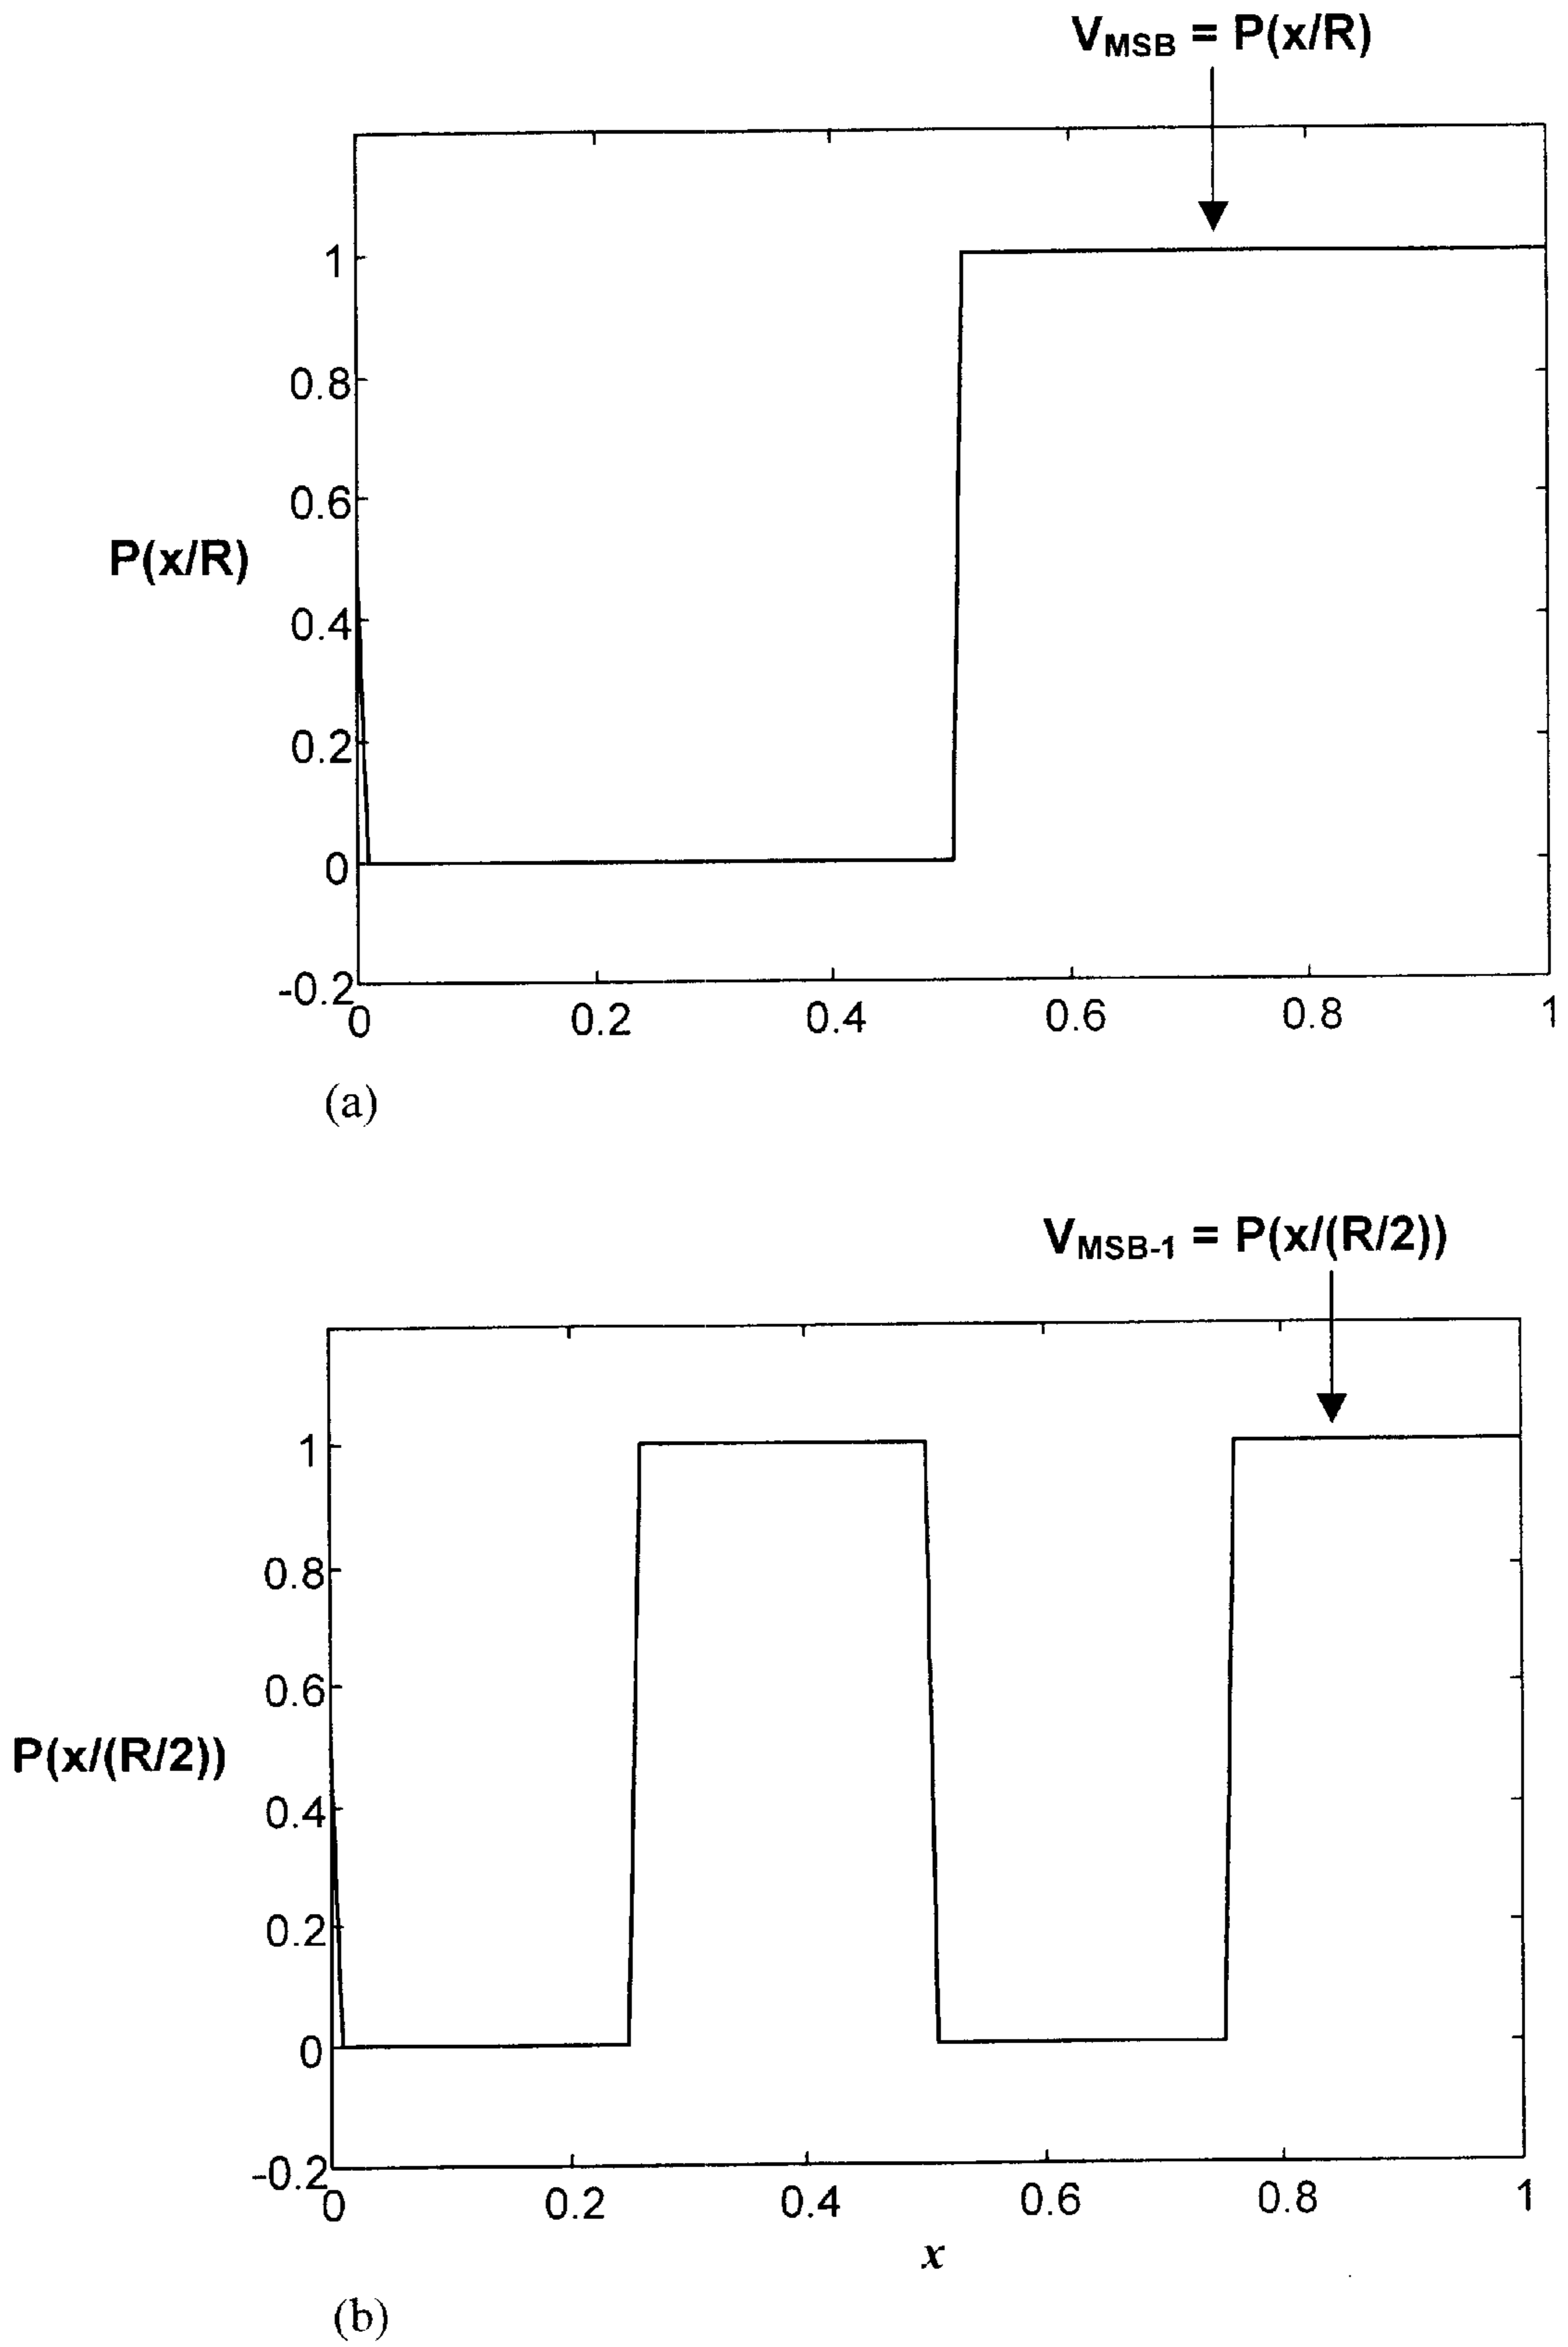 V_MSB = P(x/R)
1
0.8
0.6
P(x/R)
0.4
0.2
0
-0.2
0 0.2 0.4 0.6 0.8 1
(a)
V_MSB-1 = P(x/(R/2))
1
0.8
0.6
P(x/(R/2))
0.4
0.2
0
-0.2
0 0.2 0.4 0.6 0.8 1
x
(b)